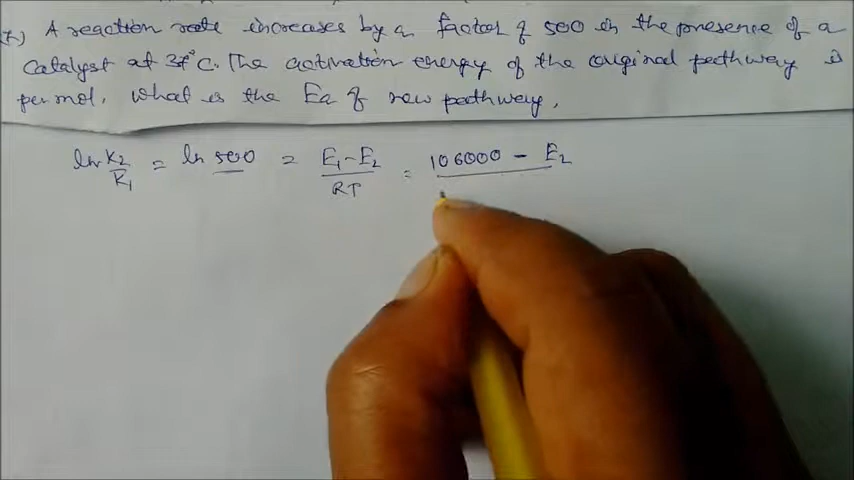 A reaction rate increases by a factor of 500 in the presence of a
Catalyst at 37°C. The activation energy of the original pathway is
per mol. What is the Ea of new pathway,
ln K2/K1 = ln 500 = E1-E2/RT = 106000 - E2